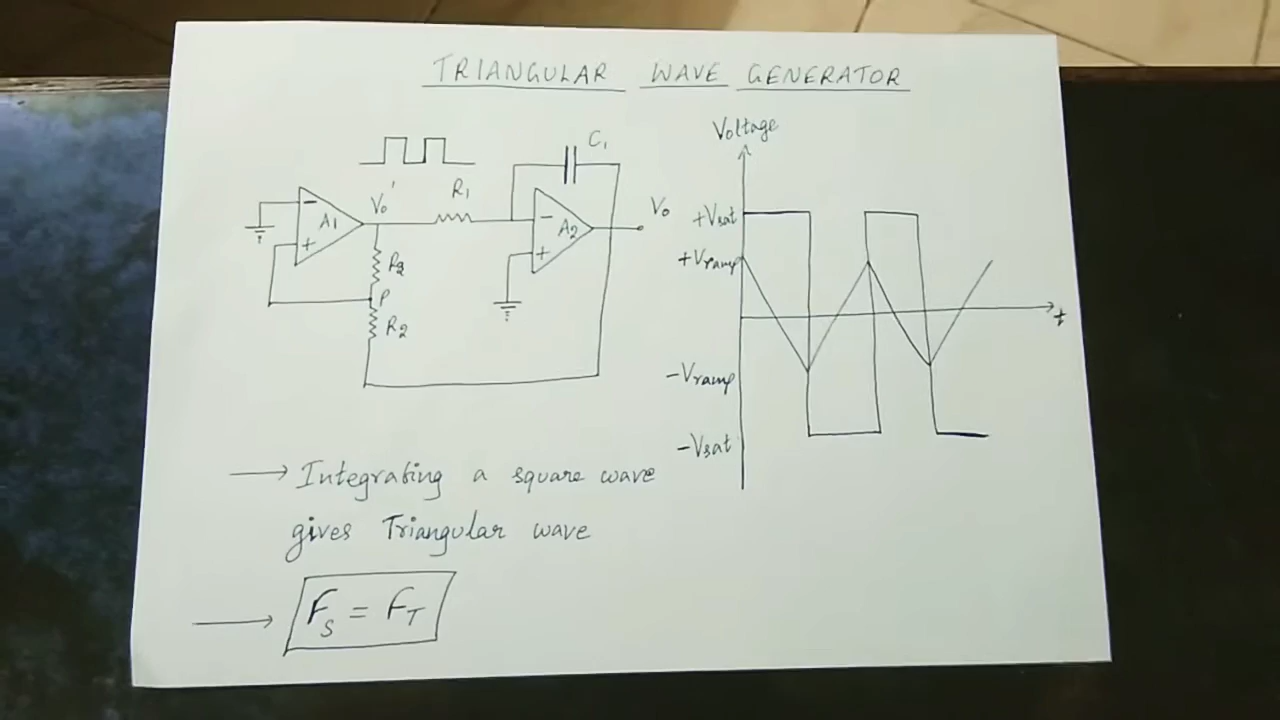 TRIANGULAR WAVE GENERATOR
C1
R1
Vo'
A1
-
+
R3
P
R2
-
A2
+
Vo
Voltage
+Vsat
+Vramp
-Vramp
-Vsat
t
→ Integrating a square wave
gives Triangular wave
→ FS = FT